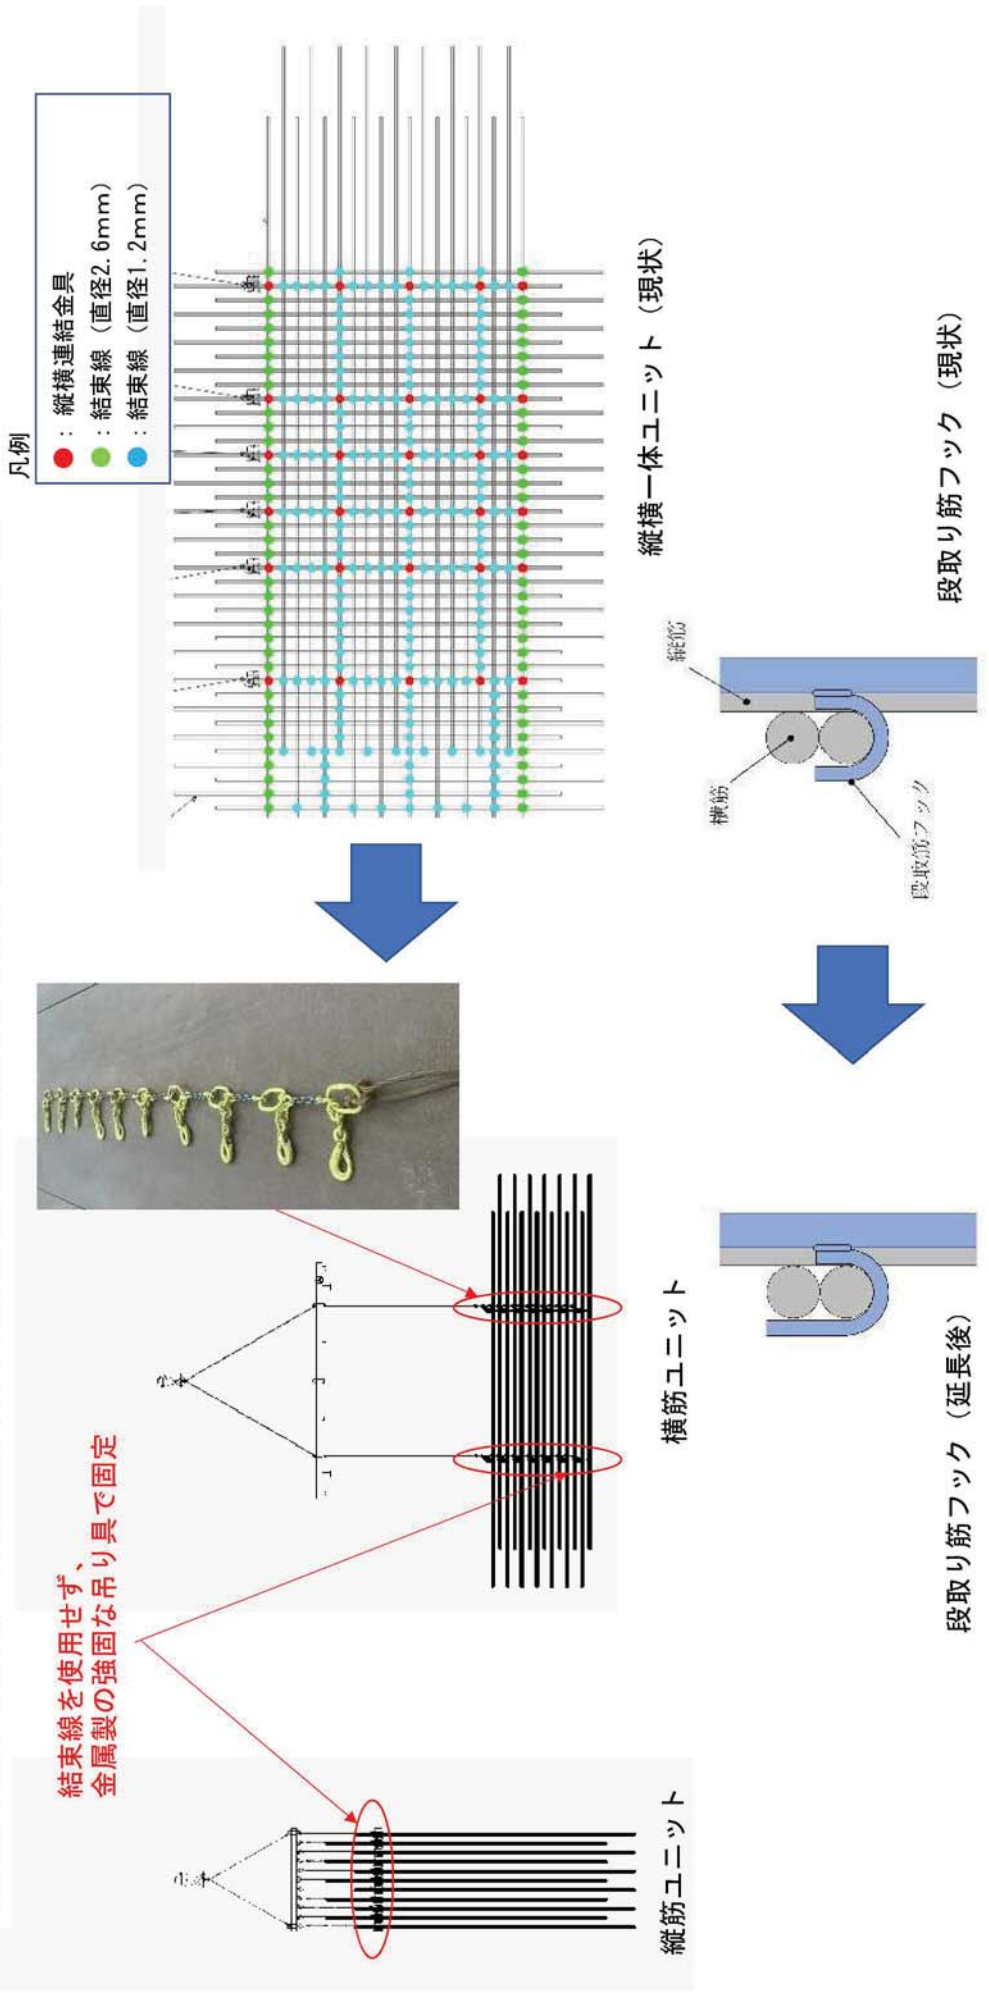 凡例
●：縦横連結金具
●：結束線（直径2.6mm）
●：結束線（直径1.2mm）
縦横一体ユニット（現状）
結束線を使用せず、
金属製の強固な吊り具で固定
縦筋ユニット
横筋ユニット
縦筋
横筋
段取筋フック
段取り筋フック（現状）
段取り筋フック（延長後）